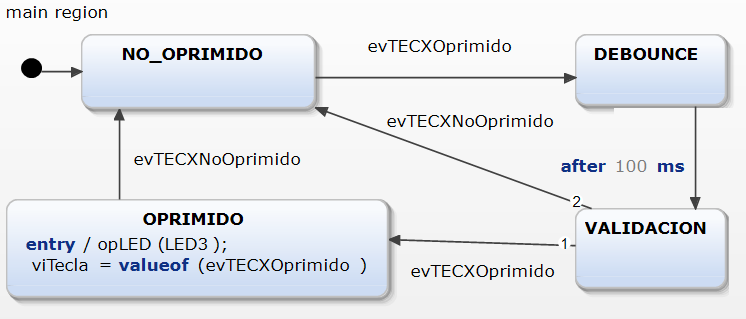 main region
NO_OPRIMIDO
evTECXOprimido
DEBOUNCE
evTECXNoOprimido
evTECXNoOprimido
after 100 ms
OPRIMIDO
entry / opLED (LED3 );
viTecla = valueof (evTECXOprimido )
2
VALIDACION
1
evTECXOprimido